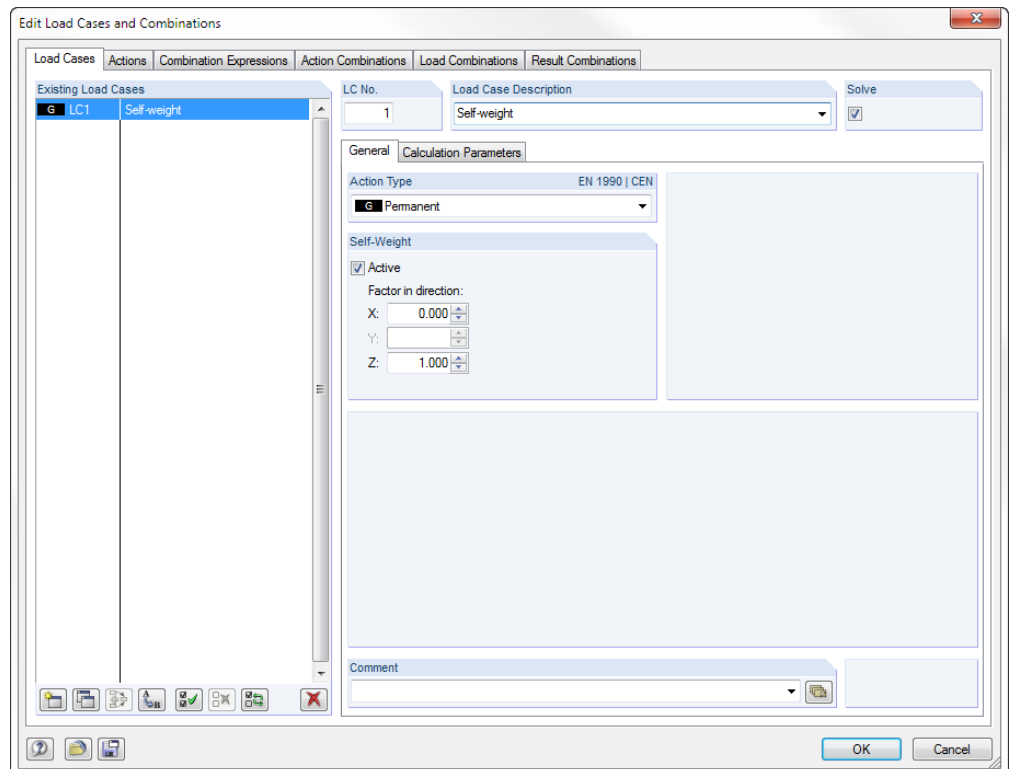 Edit Load Cases and Combinations
Load Cases Actions Combination Expressions Action Combinations Load Combinations Result Combinations
Existing Load Cases
G LC1 Self-weight
LC No.
1
Load Case Description
Self-weight
Solve
General Calculation Parameters
Action Type EN 1990 | CEN
G Permanent
Self-Weight
Active
Factor in direction:
X: 0.000
Y:
Z: 1.000
Comment
OK Cancel